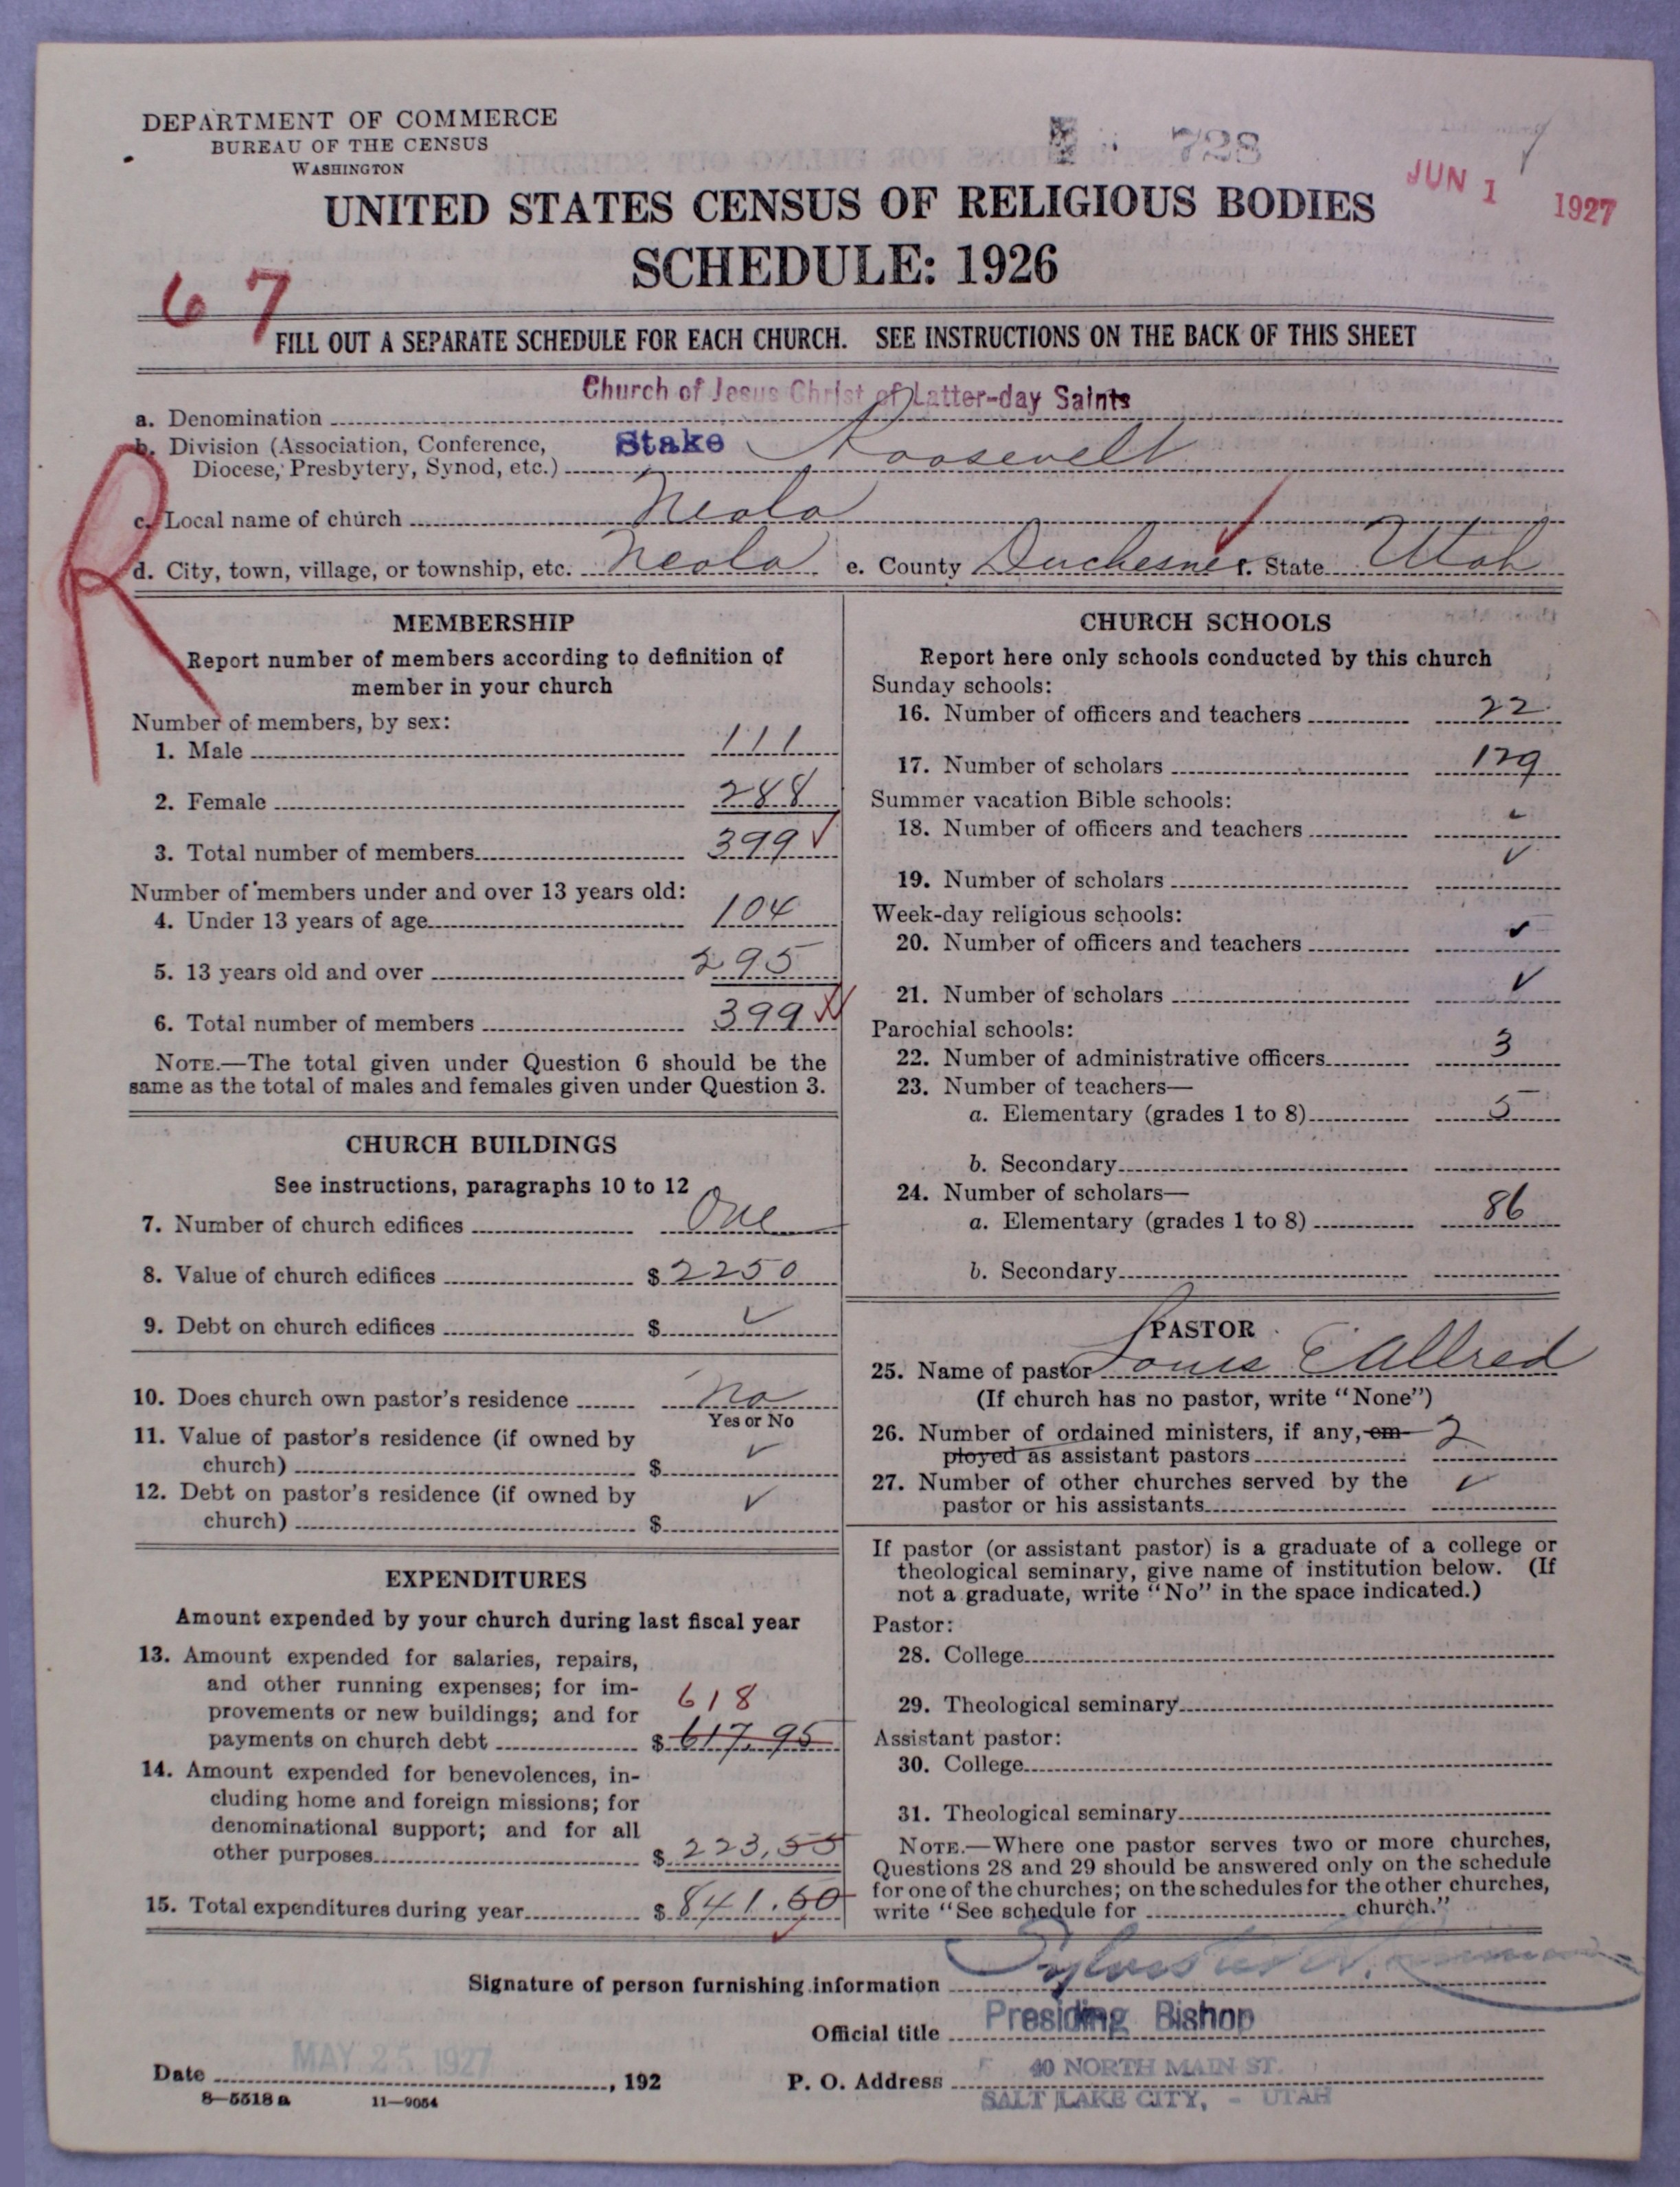 DEPARTMENT OF COMMERCE
BUREAU OF THE CENSUS
WASHINGTON
728
JUN 1 1927
UNITED STATES CENSUS OF RELIGIOUS BODIES
SCHEDULE: 1926
67
FILL OUT A SEPARATE SCHEDULE FOR EACH CHURCH. SEE INSTRUCTIONS ON THE BACK OF THIS SHEET
a. Denomination Church of Jesus Christ of Latter-day Saints
b. Division (Association, Conference, Stake Roosevelt
Diocese, Presbytery, Synod, etc.)
R
c. Local name of church Neola
d. City, town, village, or township, etc. Neola e. County Duchesne f. State Utah
MEMBERSHIP
Report number of members according to definition of
member in your church
Number of members, by sex:
1. Male 111
2. Female 288
3. Total number of members 399 ✓
Number of members under and over 13 years old:
4. Under 13 years of age 104
5. 13 years old and over 295
6. Total number of members 399
NOTE.—The total given under Question 6 should be the
same as the total of males and females given under Question 3.
CHURCH BUILDINGS
See instructions, paragraphs 10 to 12
7. Number of church edifices One
8. Value of church edifices $ 2250
9. Debt on church edifices $ ✓
10. Does church own pastor's residence No
Yes or No
11. Value of pastor's residence (if owned by
church) $ ✓
12. Debt on pastor's residence (if owned by
church) $ ✓
EXPENDITURES
Amount expended by your church during last fiscal year
13. Amount expended for salaries, repairs,
and other running expenses; for im-
provements or new buildings; and for 618
payments on church debt $ 617.95
14. Amount expended for benevolences, in-
cluding home and foreign missions; for
denominational support; and for all
other purposes $ 223.55
15. Total expenditures during year $ 841.50
CHURCH SCHOOLS
Report here only schools conducted by this church
Sunday schools:
16. Number of officers and teachers 22
17. Number of scholars 129
Summer vacation Bible schools:
18. Number of officers and teachers ✓
19. Number of scholars ✓
Week-day religious schools:
20. Number of officers and teachers ✓
21. Number of scholars ✓
Parochial schools:
22. Number of administrative officers 3
23. Number of teachers—
a. Elementary (grades 1 to 8) 5
b. Secondary
24. Number of scholars—
a. Elementary (grades 1 to 8) 86
b. Secondary
PASTOR
25. Name of pastor Louis E Allred
(If church has no pastor, write "None")
26. Number of ordained ministers, if any, em- 2
ployed as assistant pastors
27. Number of other churches served by the ✓
pastor or his assistants
If pastor (or assistant pastor) is a graduate of a college or
theological seminary, give name of institution below. (If
not a graduate, write "No" in the space indicated.)
Pastor:
28. College
29. Theological seminary
Assistant pastor:
30. College
31. Theological seminary
NOTE.—Where one pastor serves two or more churches,
Questions 28 and 29 should be answered only on the schedule
for one of the churches; on the schedules for the other churches,
write "See schedule for church."
Signature of person furnishing information Sylvester
Official title Presiding Bishop
Date MAY 25 1927, 192 P. O. Address 40 NORTH MAIN ST.
SALT LAKE CITY, - UTAH
8—5518 a 11—9054